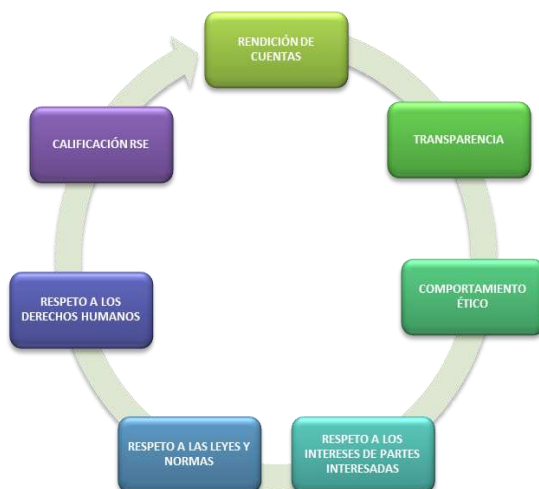 RENDICIÓN DE
CUENTAS
TRANSPARENCIA
COMPORTAMIENTO
ÉTICO
RESPETO A LOS
INTERESES DE PARTES
INTERESADAS
RESPETO A LAS LEYES Y
NORMAS
RESPETO A LOS
DERECHOS HUMANOS
CALIFICACIÓN RSE